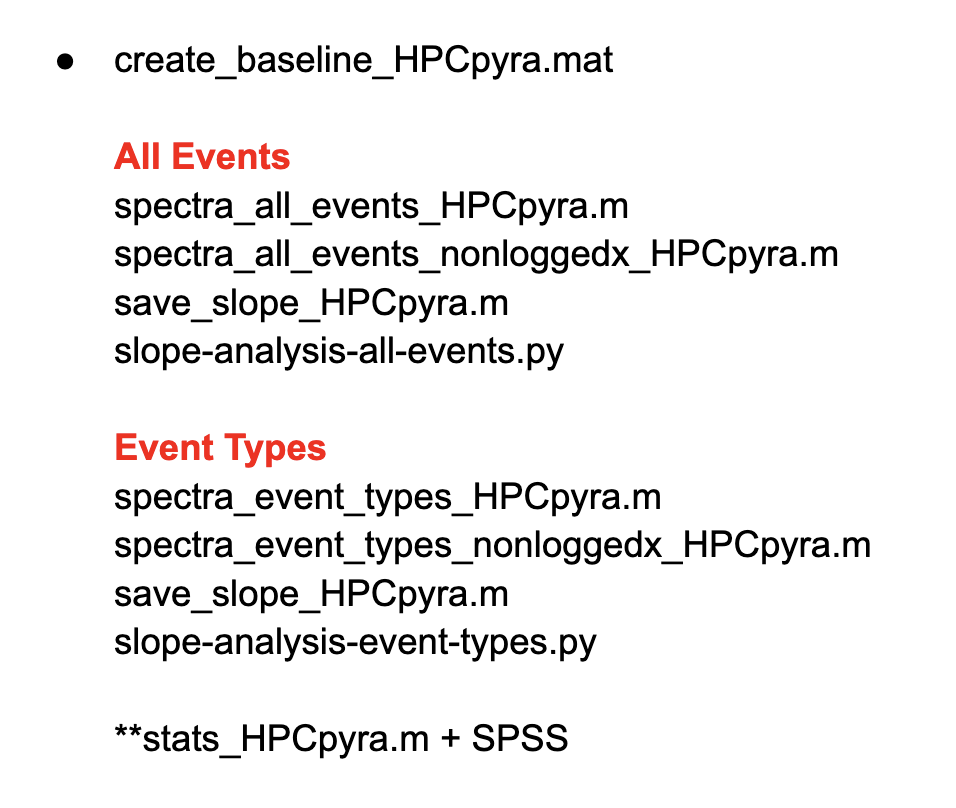 ● create_baseline_HPCpyra.mat
All Events
spectra_all_events_HPCpyra.m
spectra_all_events_nonloggedx_HPCpyra.m
save_slope_HPCpyra.m
slope-analysis-all-events.py
Event Types
spectra_event_types_HPCpyra.m
spectra_event_types_nonloggedx_HPCpyra.m
save_slope_HPCpyra.m
slope-analysis-event-types.py
**stats_HPCpyra.m + SPSS